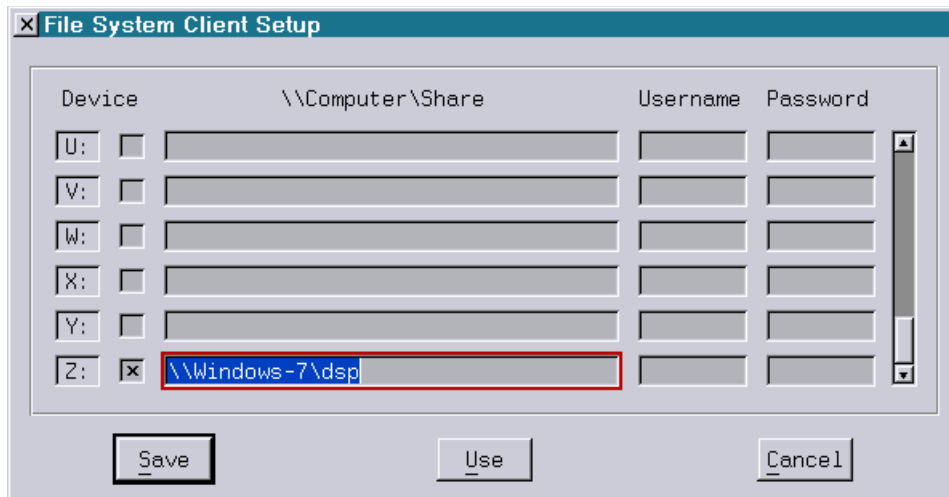 File System Client Setup
Device \\Computer\Share Username Password
U:
V:
W:
X:
Y:
Z: \\Windows-7\dsp
Save Use Cancel